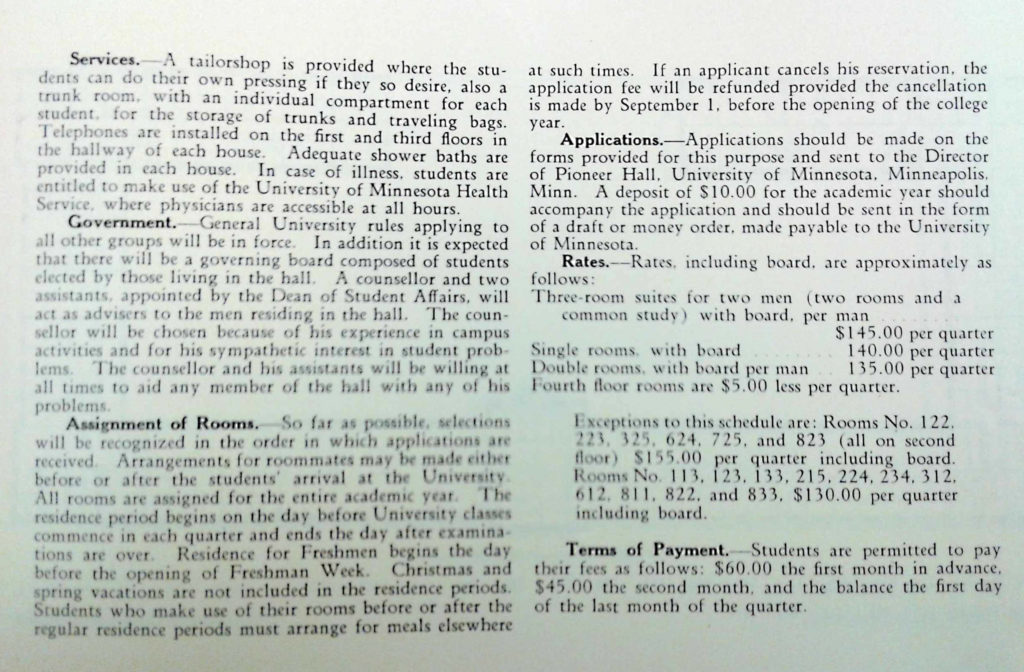 Services.—A tailorshop is provided where the stu-
dents can do their own pressing if they so desire, also a
trunk room, with an individual compartment for each
student, for the storage of trunks and traveling bags.
Telephones are installed on the first and third floors in
the hallway of each house. Adequate shower baths are
provided in each house. In case of illness, students are
entitled to make use of the University of Minnesota Health
Service, where physicians are accessible at all hours.
Government.—General University rules applying to
all other groups will be in force. In addition it is expected
that there will be a governing board composed of students
elected by those living in the hall. A counsellor and two
assistants, appointed by the Dean of Student Affairs, will
act as advisers to the men residing in the hall. The coun-
sellor will be chosen because of his experience in campus
activities and for his sympathetic interest in student prob-
lems. The counsellor and his assistants will be willing at
all times to aid any member of the hall with any of his
problems.
Assignment of Rooms.—So far as possible, selections
will be recognized in the order in which applications are
received. Arrangements for roommates may be made either
before or after the students' arrival at the University.
All rooms are assigned for the entire academic year. The
residence period begins on the day before University classes
commence in each quarter and ends the day after examina-
tions are over. Residence for Freshmen begins the day
before the opening of Freshman Week. Christmas and
spring vacations are not included in the residence periods.
Students who make use of their rooms before or after the
regular residence periods must arrange for meals elsewhere
at such times. If an applicant cancels his reservation, the
application fee will be refunded provided the cancellation
is made by September 1, before the opening of the college
year.
Applications.—Applications should be made on the
forms provided for this purpose and sent to the Director
of Pioneer Hall, University of Minnesota, Minneapolis,
Minn. A deposit of $10.00 for the academic year should
accompany the application and should be sent in the form
of a draft or money order, made payable to the University
of Minnesota.
Rates.—Rates, including board, are approximately as
follows:
Three-room suites for two men (two rooms and a
common study) with board, per man ........
$145.00 per quarter
Single rooms, with board ........ 140.00 per quarter
Double rooms, with board per man .. 135.00 per quarter
Fourth floor rooms are $5.00 less per quarter.
Exceptions to this schedule are: Rooms No. 122,
223, 325, 624, 725, and 823 (all on second
floor) $155.00 per quarter including board.
Rooms No. 113, 123, 133, 215, 224, 234, 312,
612, 811, 822, and 833, $130.00 per quarter
including board.
Terms of Payment.—Students are permitted to pay
their fees as follows: $60.00 the first month in advance,
$45.00 the second month, and the balance the first day
of the last month of the quarter.